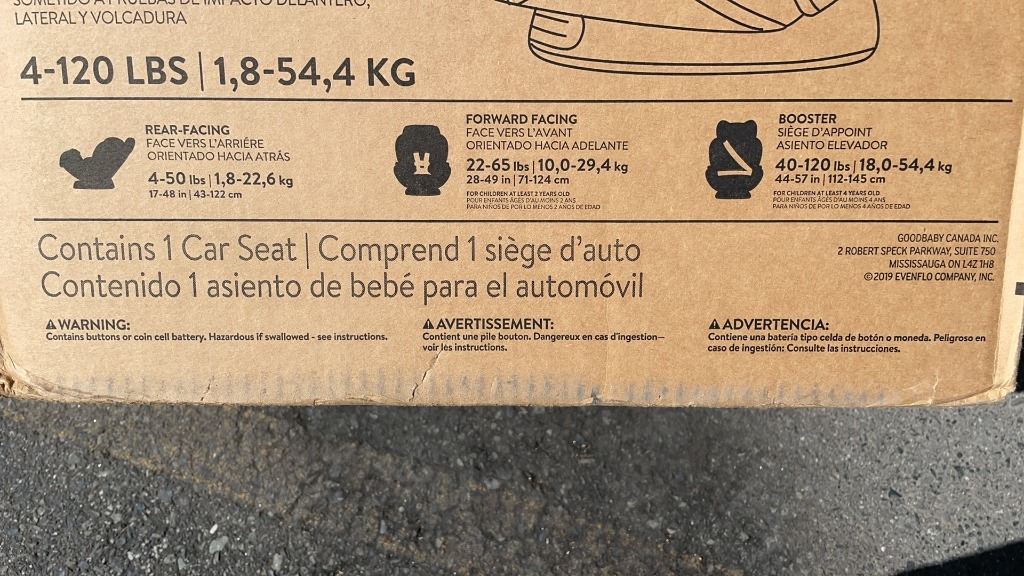 SOMETIDO A PRUEBAS DE IMPACTO DELANTERO,
LATERAL Y VOLCADURA
4-120 LBS | 1,8-54,4 KG
REAR-FACING
FACE VERS L'ARRIÉRE
ORIENTADO HACIA ATRÁS
4-50 lbs | 1,8-22,6 kg
17-48 in | 43-122 cm
FORWARD FACING
FACE VERS L'AVANT
ORIENTADO HACIA ADELANTE
22-65 lbs | 10,0-29,4 kg
28-49 in | 71-124 cm
FOR CHILDREN AT LEAST 2 YEARS OLD
POUR ENFANTS ÂGÉS D'AU MOINS 2 ANS
PARA NIÑOS DE POR LO MENOS 2 AÑOS DE EDAD
BOOSTER
SIÈGE D'APPOINT
ASIENTO ELEVADOR
40-120 lbs | 18,0-54,4 kg
44-57 in | 112-145 cm
FOR CHILDREN AT LEAST 4 YEARS OLD
POUR ENFANTS ÂGÉS D'AU MOINS 4 ANS
PARA NIÑOS DE POR LO MENOS 4 AÑOS DE EDAD
Contains 1 Car Seat | Comprend 1 siège d'auto
Contenido 1 asiento de bebé para el automóvil
GOODBABY CANADA INC.
2 ROBERT SPECK PARKWAY, SUITE 750
MISSISSAUGA ON L4Z 1H8
©2019 EVENFLO COMPANY, INC.
WARNING:
Contains buttons or coin cell battery. Hazardous if swallowed - see instructions.
AVERTISSEMENT:
Contient une pile bouton. Dangereux en cas d'ingestion—
voir lés instructions.
ADVERTENCIA:
Contiene una batería tipo celda de botón o moneda. Peligroso en
caso de ingestión: Consulte las instrucciones.